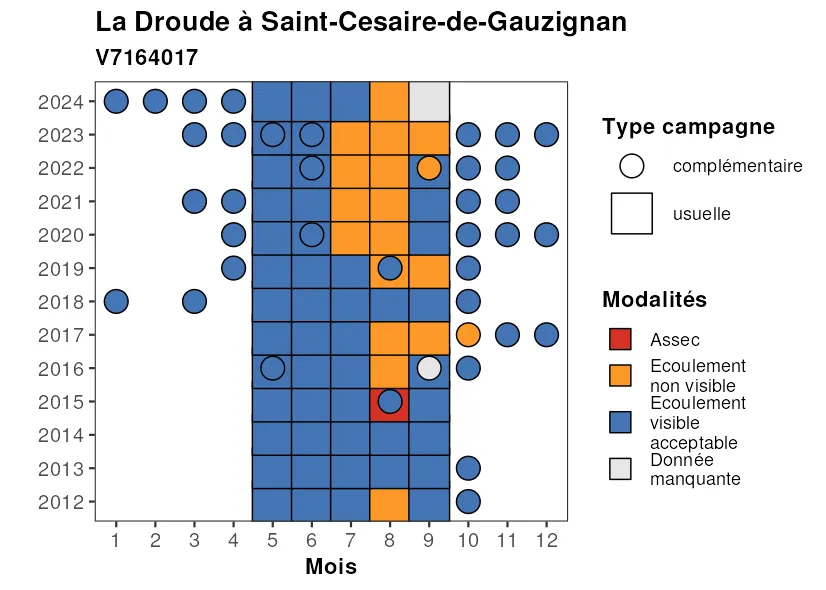 La Droude à Saint-Cesaire-de-Gauzignan
V7164017
2024
2023
2022
2021
2020
2019
2018
2017
2016
2015
2014
2013
2012
1 2 3 4 5 6 7 8 9 10 11 12
Mois
Type campagne
complémentaire
usuelle
Modalités
Assec
Ecoulement
non visible
Ecoulement
visible
acceptable
Donnée
manquante